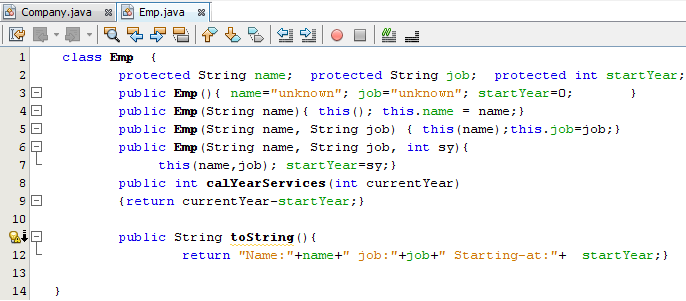 Company.java Emp.java
1 class Emp {
2 protected String name; protected String job; protected int startYear;
3 public Emp(){ name="unknown"; job="unknown"; startYear=0; }
4 public Emp(String name){ this(); this.name = name;}
5 public Emp(String name, String job) { this(name);this.job=job;}
6 public Emp(String name, String job, int sy){
7 this(name,job); startYear=sy;}
8 public int calYearServices(int currentYear)
9 {return currentYear-startYear;}
10
public String toString(){
12 return "Name:"+name+" job:"+job+" Starting-at:"+ startYear;}
13
14 }